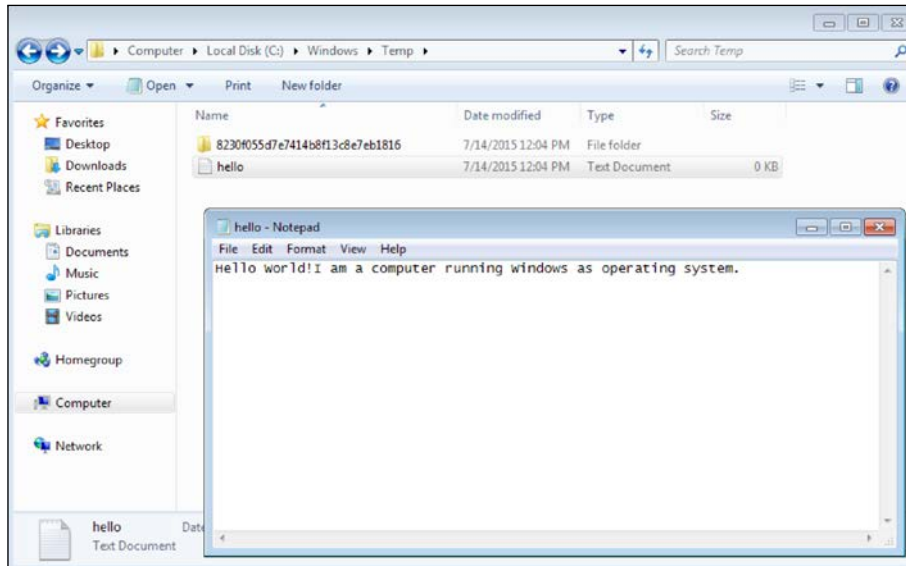 Computer ▸ Local Disk (C:) ▸ Windows ▸ Temp ▸ Search Temp
Organize Open Print New folder
Favorites
Desktop
Downloads
Recent Places
Libraries
Documents
Music
Pictures
Videos
Homegroup
Computer
Network
Name Date modified Type Size
8230f055d7e7414b8f13c8e7eb1816 7/14/2015 12:04 PM File folder
hello 7/14/2015 12:04 PM Text Document 0 KB
hello - Notepad
File Edit Format View Help
Hello world!I am a computer running windows as operating system.
hello Date
Text Document